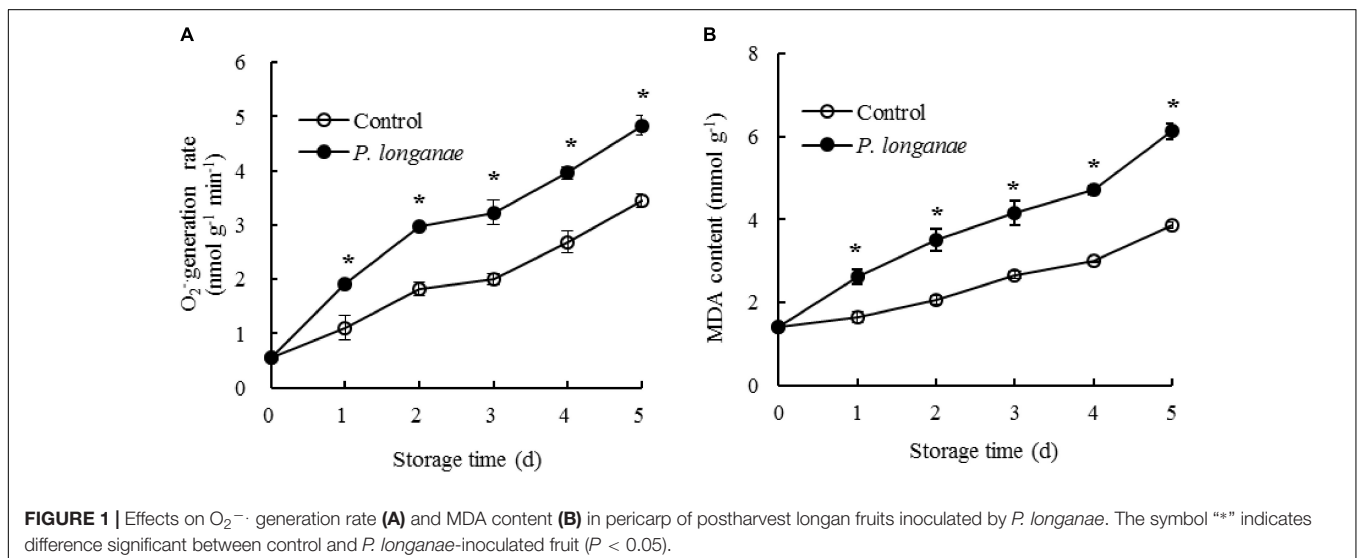 A
6
5
4
3
2
1
0
O₂⁻·generation rate
(nmol g⁻¹ min⁻¹)
Control
P. longanae
*
*
*
*
*
0 1 2 3 4 5
Storage time (d)
B
8
6
4
2
0
MDA content (mmol g⁻¹)
Control
P. longanae
*
*
*
*
*
0 1 2 3 4 5
Storage time (d)
FIGURE 1 | Effects on O₂⁻· generation rate (A) and MDA content (B) in pericarp of postharvest longan fruits inoculated by P. longanae. The symbol “*” indicates
difference significant between control and P. longanae-inoculated fruit (P < 0.05).